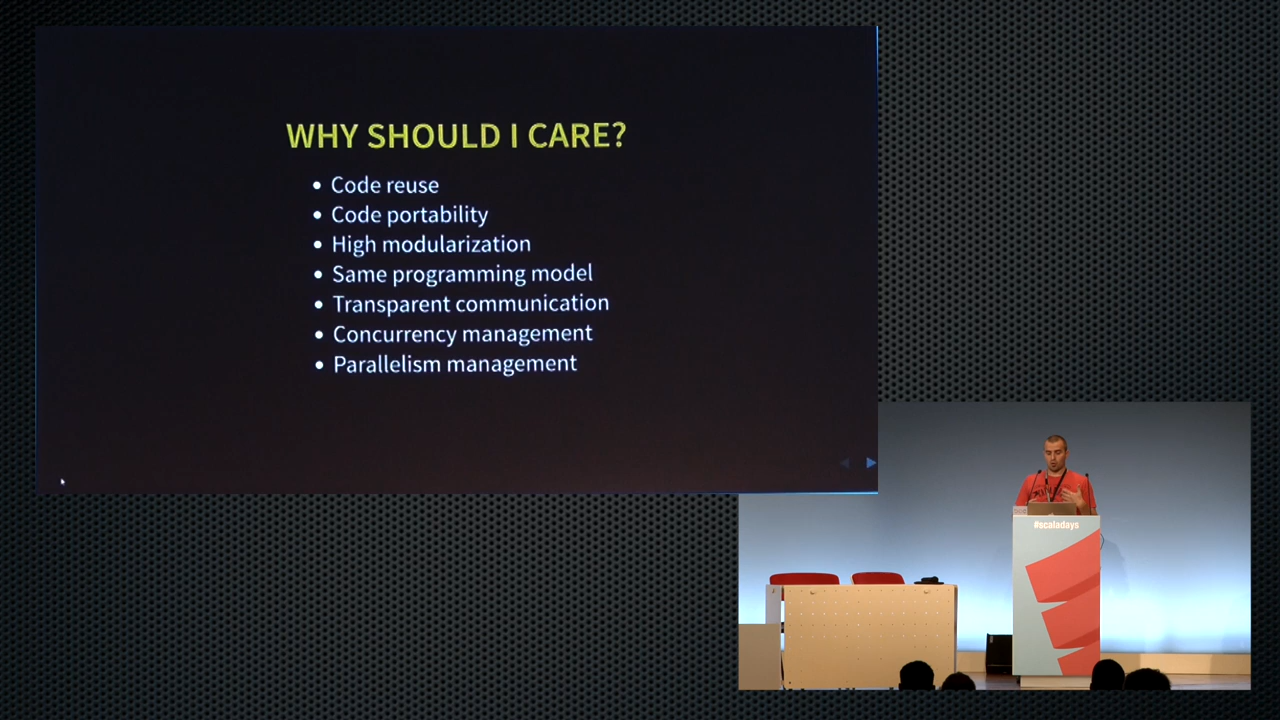 WHY SHOULD I CARE?
Code reuse
Code portability
High modularization
Same programming model
Transparent communication
Concurrency management
Parallelism management
#scaladays